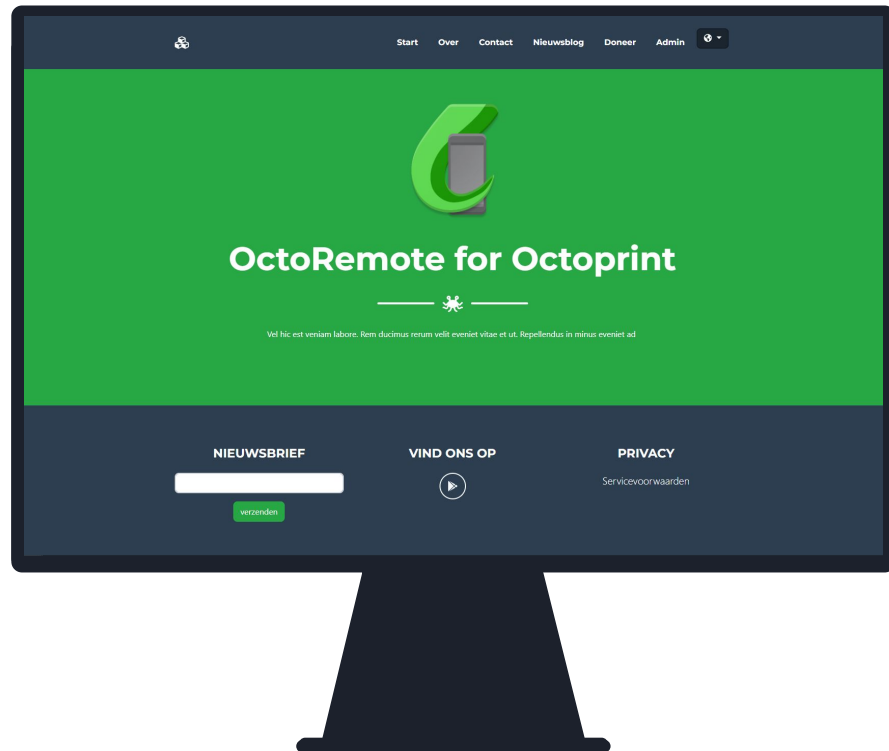 Start Over Contact Nieuwsblog Doneer Admin
OctoRemote for Octoprint
Vel hic est veniam labore. Rem ducimus rerum velit eveniet vitae et ut. Repellendus in minus eveniet ad
NIEUWSBRIEF VIND ONS OP PRIVACY
Servicevoorwaarden
verzenden